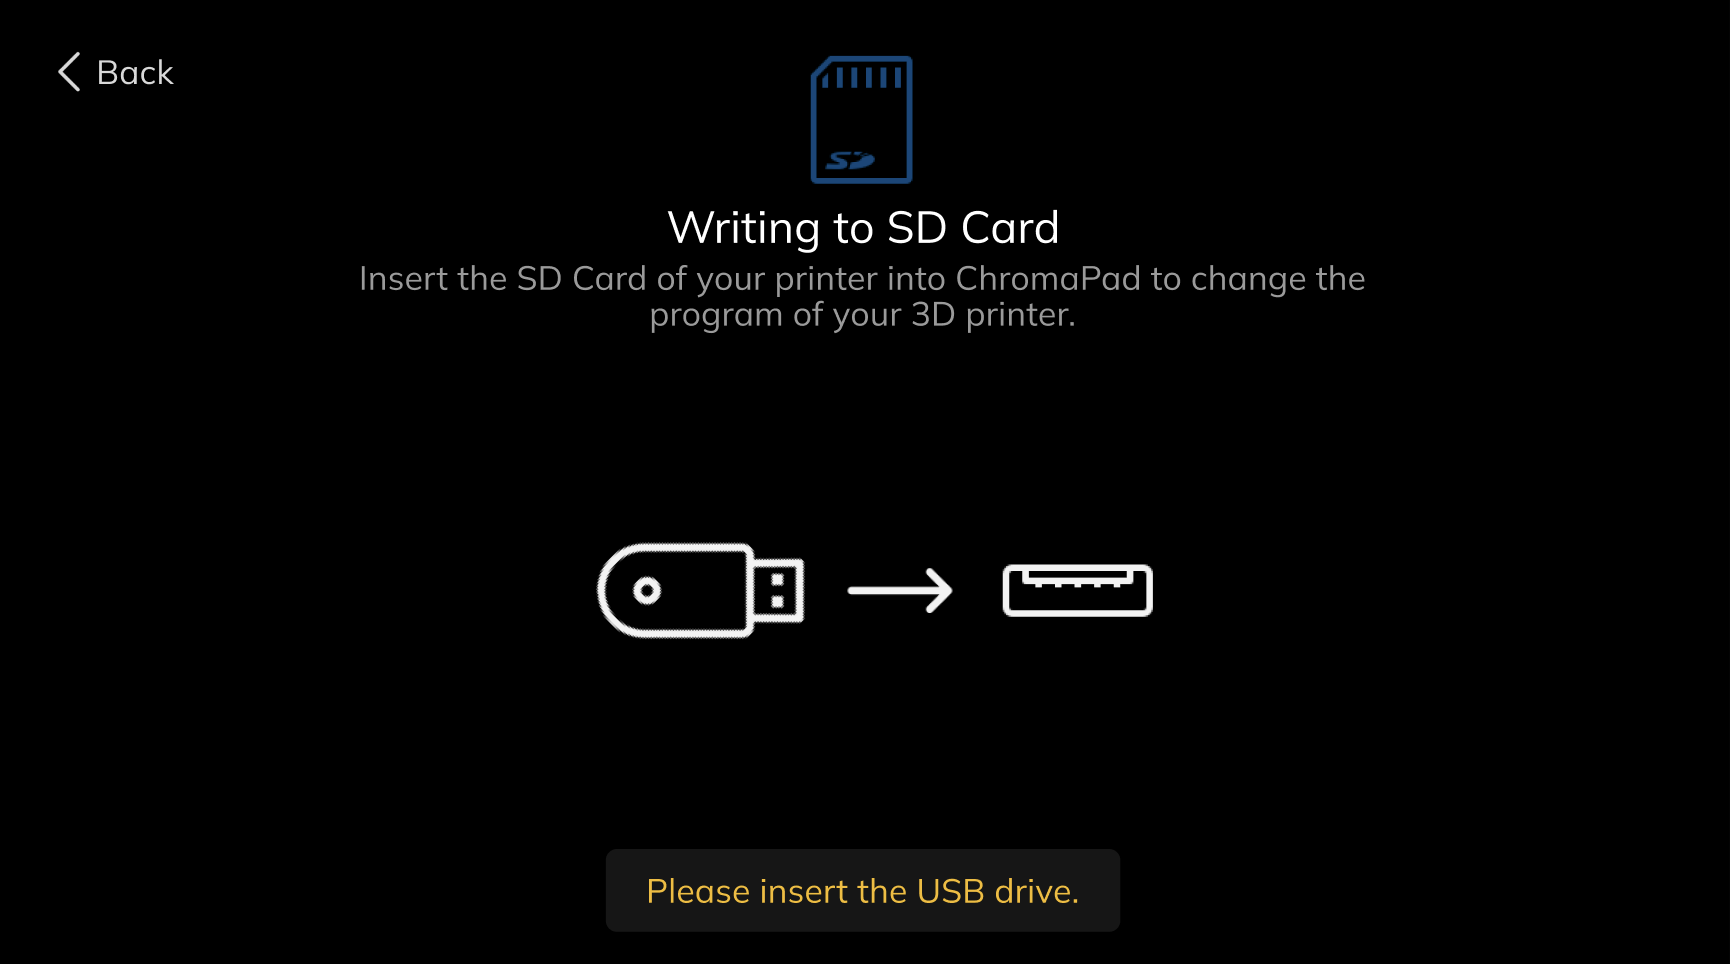 Back
SD
Writing to SD Card
Insert the SD Card of your printer into ChromaPad to change the
program of your 3D printer.
Please insert the USB drive.